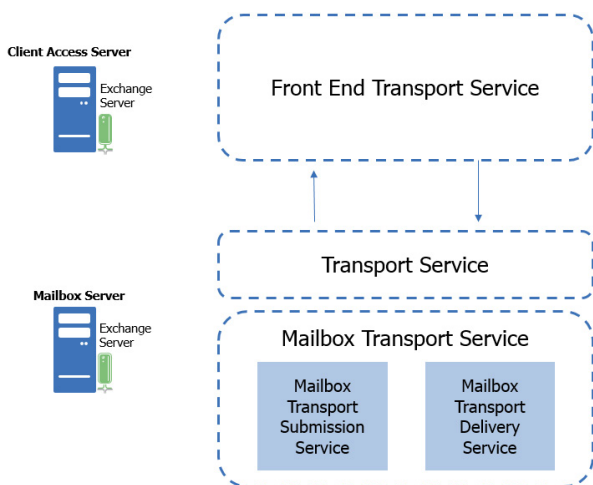 Client Access Server
Exchange
Server
Front End Transport Service
Transport Service
Mailbox Server
Exchange
Server
Mailbox Transport Service
Mailbox
Transport
Submission
Service
Mailbox
Transport
Delivery
Service